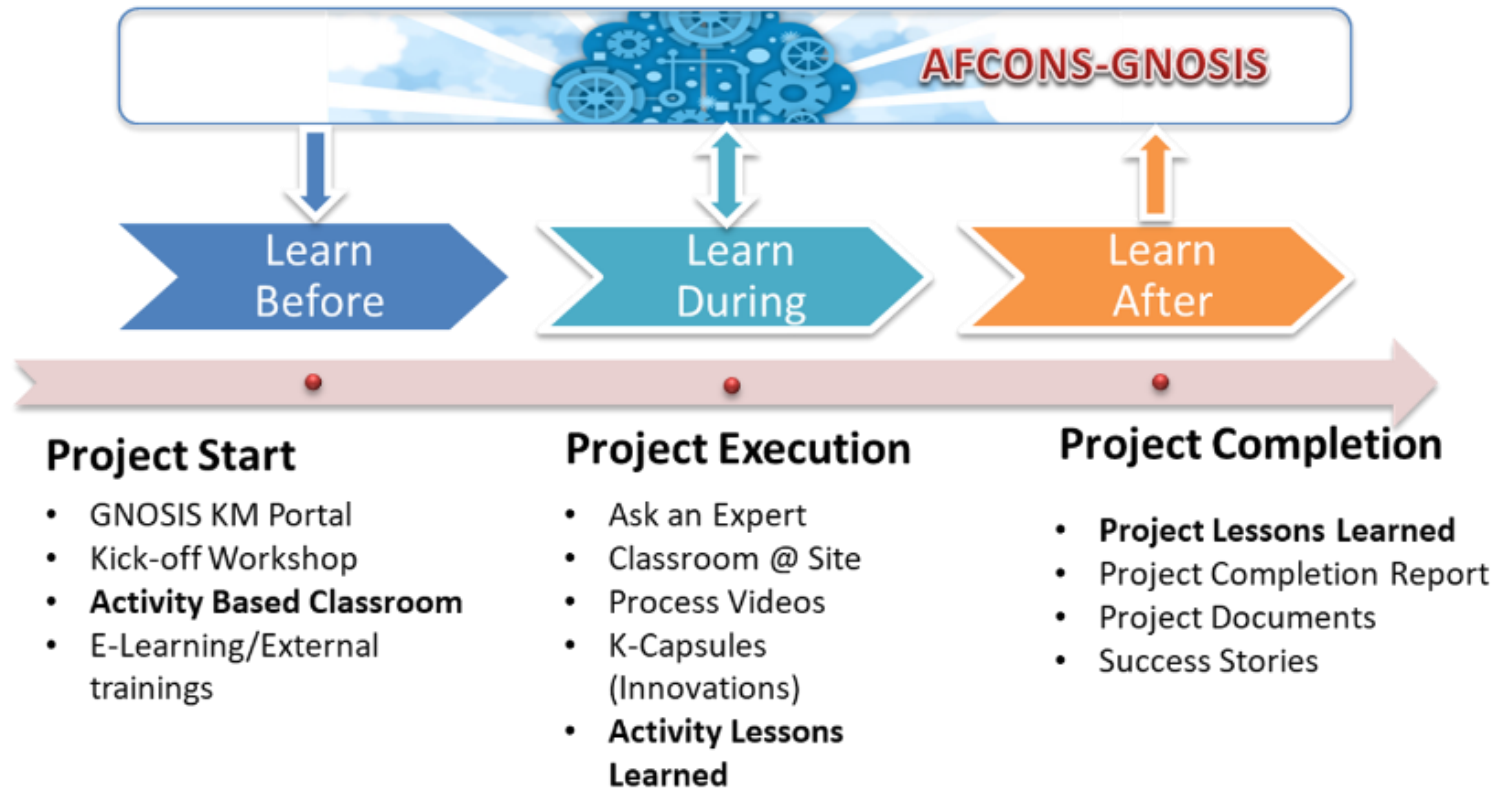 AFCONS-GNOSIS
Learn
Before
Learn
During
Learn
After
Project Start
• GNOSIS KM Portal
• Kick-off Workshop
• Activity Based Classroom
• E-Learning/External
trainings
Project Execution
• Ask an Expert
• Classroom @ Site
• Process Videos
• K-Capsules
(Innovations)
• Activity Lessons
Learned
Project Completion
• Project Lessons Learned
• Project Completion Report
• Project Documents
• Success Stories